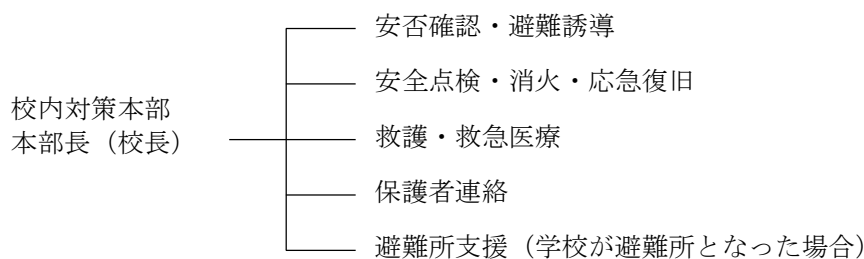 安否確認・避難誘導
安全点検・消火・応急復旧
校内対策本部
本部長（校長）
救護・救急医療
保護者連絡
避難所支援（学校が避難所となった場合）